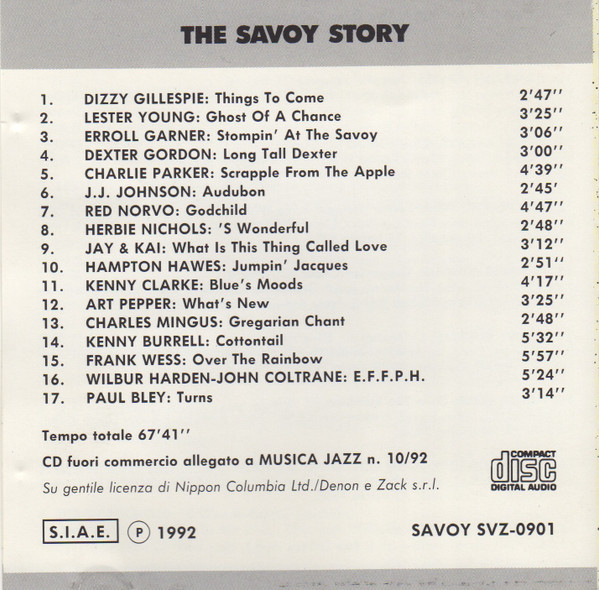 THE SAVOY STORY
1. DIZZY GILLESPIE: Things To Come 2'47''
2. LESTER YOUNG: Ghost Of A Chance 3'25''
3. ERROLL GARNER: Stompin' At The Savoy 3'06''
4. DEXTER GORDON: Long Tall Dexter 3'00''
5. CHARLIE PARKER: Scrapple From The Apple 4'39''
6. J.J. JOHNSON: Audubon 2'45'
7. RED NORVO: Godchild 4'47''
8. HERBIE NICHOLS: 'S Wonderful 2'48''
9. JAY & KAI: What Is This Thing Called Love 3'12''
10. HAMPTON HAWES: Jumpin' Jacques 2'51''
11. KENNY CLARKE: Blue's Moods 4'17''
12. ART PEPPER: What's New 3'25''
13. CHARLES MINGUS: Gregarian Chant 2'48''
14. KENNY BURRELL: Cottontail 5'32''
15. FRANK WESS: Over The Rainbow 5'57''
16. WILBUR HARDEN-JOHN COLTRANE: E.F.F.P.H. 5'24''
17. PAUL BLEY: Turns 3'14''
Tempo totale 67'41''
CD fuori commercio allegato a MUSICA JAZZ n. 10/92
Su gentile licenza di Nippon Columbia Ltd./Denon e Zack s.r.l.
COMPACT
disc
DIGITAL AUDIO
S.I.A.E. Ⓟ 1992 SAVOY SVZ-0901